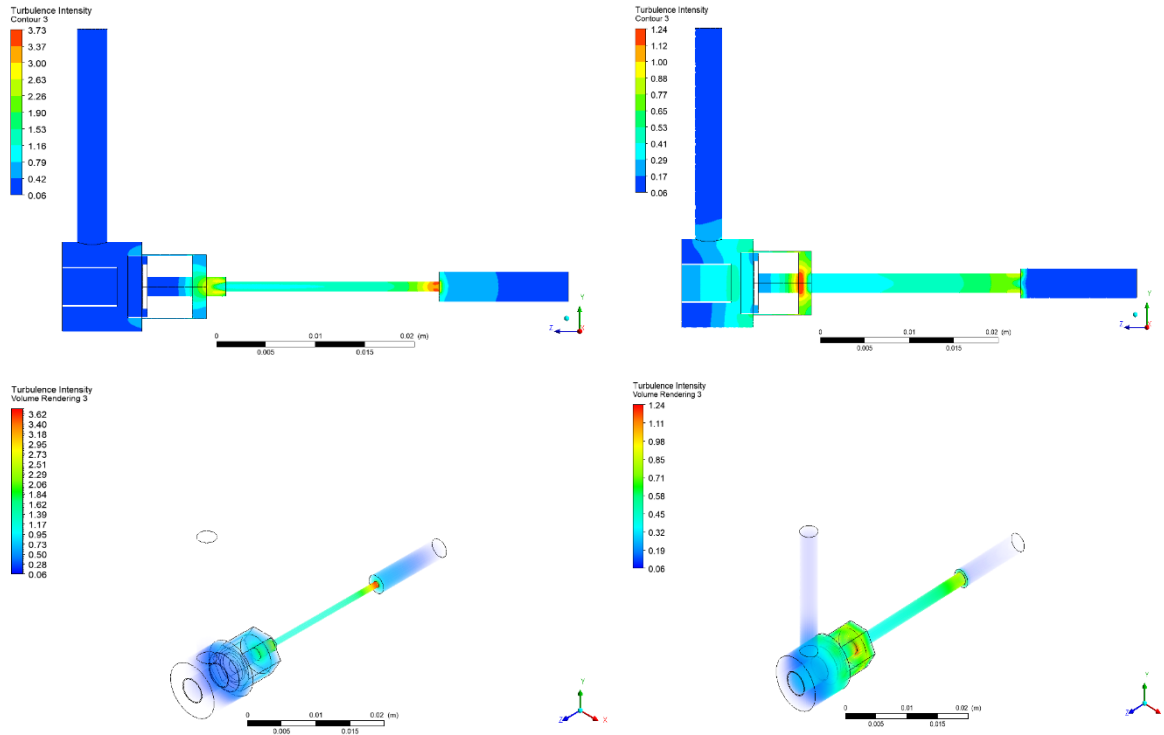 Turbulence Intensity
Contour 3
3.73
3.37
3.00
2.63
2.26
1.90
1.53
1.16
0.79
0.42
0.06
0 0.01 0.02 (m)
0.005 0.015
Y
Z X
Turbulence Intensity
Contour 3
1.24
1.12
1.00
0.88
0.77
0.65
0.53
0.41
0.29
0.17
0.06
0 0.01 0.02 (m)
0.005 0.015
Y
Z X
Turbulence Intensity
Volume Rendering 3
3.62
3.40
3.18
2.95
2.73
2.51
2.29
2.06
1.84
1.62
1.39
1.17
0.95
0.73
0.50
0.28
0.06
0 0.01 0.02 (m)
0.005 0.015
Y
Z X
Turbulence Intensity
Volume Rendering 3
1.24
1.11
0.98
0.85
0.71
0.58
0.45
0.32
0.19
0.06
0 0.01 0.02 (m)
0.005 0.015
Y
Z